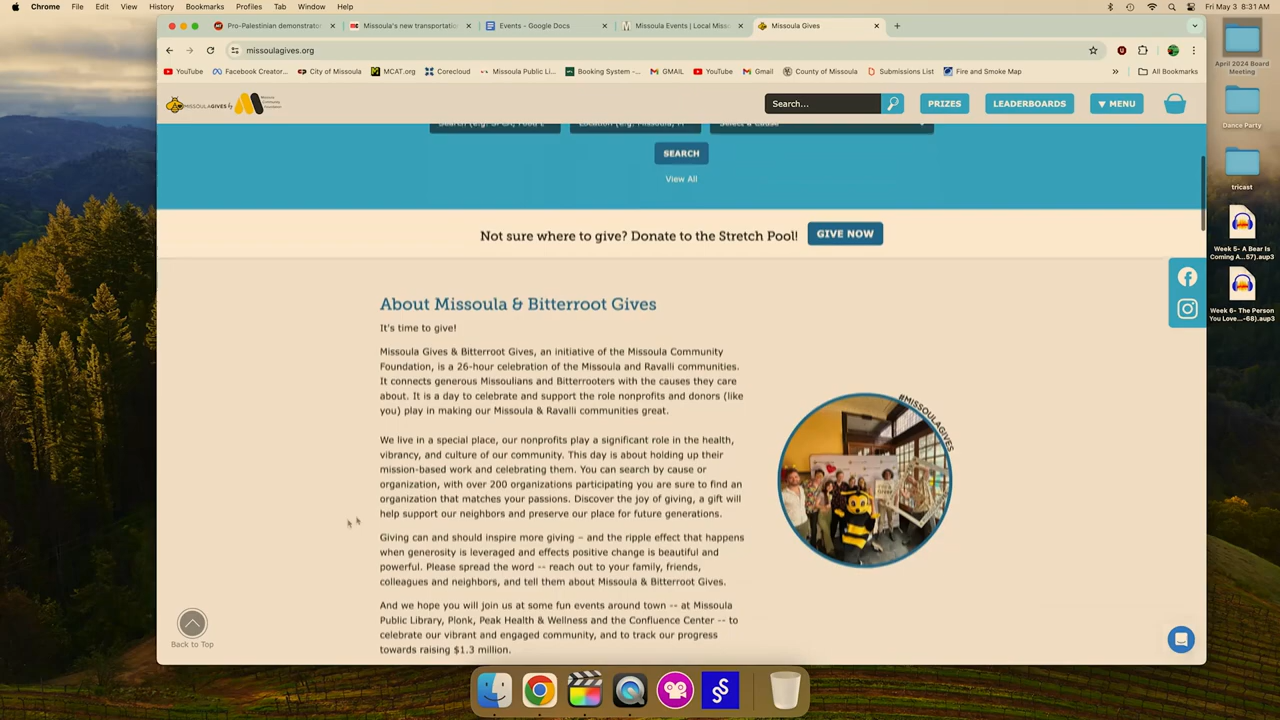 Chrome File Edit View History Bookmarks Profiles Tab Window Help Fri May 3 8:31 AM
Pro-Palestinian demonstrator
Missoula's new transportatio
Events - Google Docs
Missoula Events | Local Miss
Missoula Gives
missoulagives.org
YouTube
Facebook Creator...
City of Missoula
MCAT.org
Corecloud
Missoula Public Li...
Booking System -...
GMAIL
YouTube
Gmail
County of Missoula
Submissions List
Fire and Smoke Map
All Bookmarks
MISSOULAGIVES
Search...
PRIZES
LEADERBOARDS
MENU
SEARCH
View All
Not sure where to give? Donate to the Stretch Pool!
GIVE NOW
About Missoula & Bitterroot Gives
It's time to give!
Missoula Gives & Bitterroot Gives, an initiative of the Missoula Community
Foundation, is a 26-hour celebration of the Missoula and Ravalli communities.
It connects generous Missoulians and Bitterrooters with the causes they care
about. It is a day to celebrate and support the role nonprofits and donors (like
you) play in making our Missoula & Ravalli communities great.
We live in a special place, our nonprofits play a significant role in the health,
vibrancy, and culture of our community. This day is about holding up their
mission-based work and celebrating them. You can search by cause or
organization, with over 200 organizations participating you are sure to find an
organization that matches your passions. Discover the joy of giving, a gift will
help support our neighbors and preserve our place for future generations.
Giving can and should inspire more giving – and the ripple effect that happens
when generosity is leveraged and effects positive change is beautiful and
powerful. Please spread the word -- reach out to your family, friends,
colleagues and neighbors, and tell them about Missoula & Bitterroot Gives.
And we hope you will join us at some fun events around town -- at Missoula
Public Library, Plonk, Peak Health & Wellness and the Confluence Center -- to
celebrate our vibrant and engaged community, and to track our progress
towards raising $1.3 million.
#MISSOULAGIVES
Back to Top
April 2024 Board
Meeting
Dance Party
tricast
Week 5- A Bear Is
Coming A...57).aup3
Week 6- The Person
You Love...-68).aup3